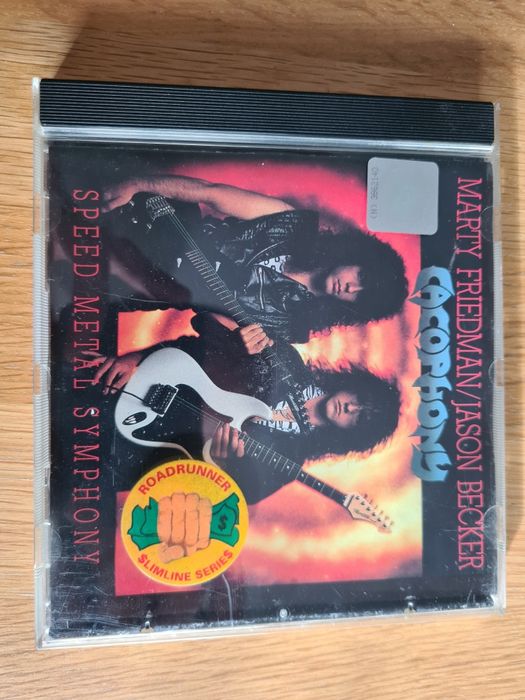 MARTY FRIEDMAN/JASON BECKER
CACOPHONY
SPEED METAL SYMPHONY
ROADRUNNER
$
$LIMLINE SERIES